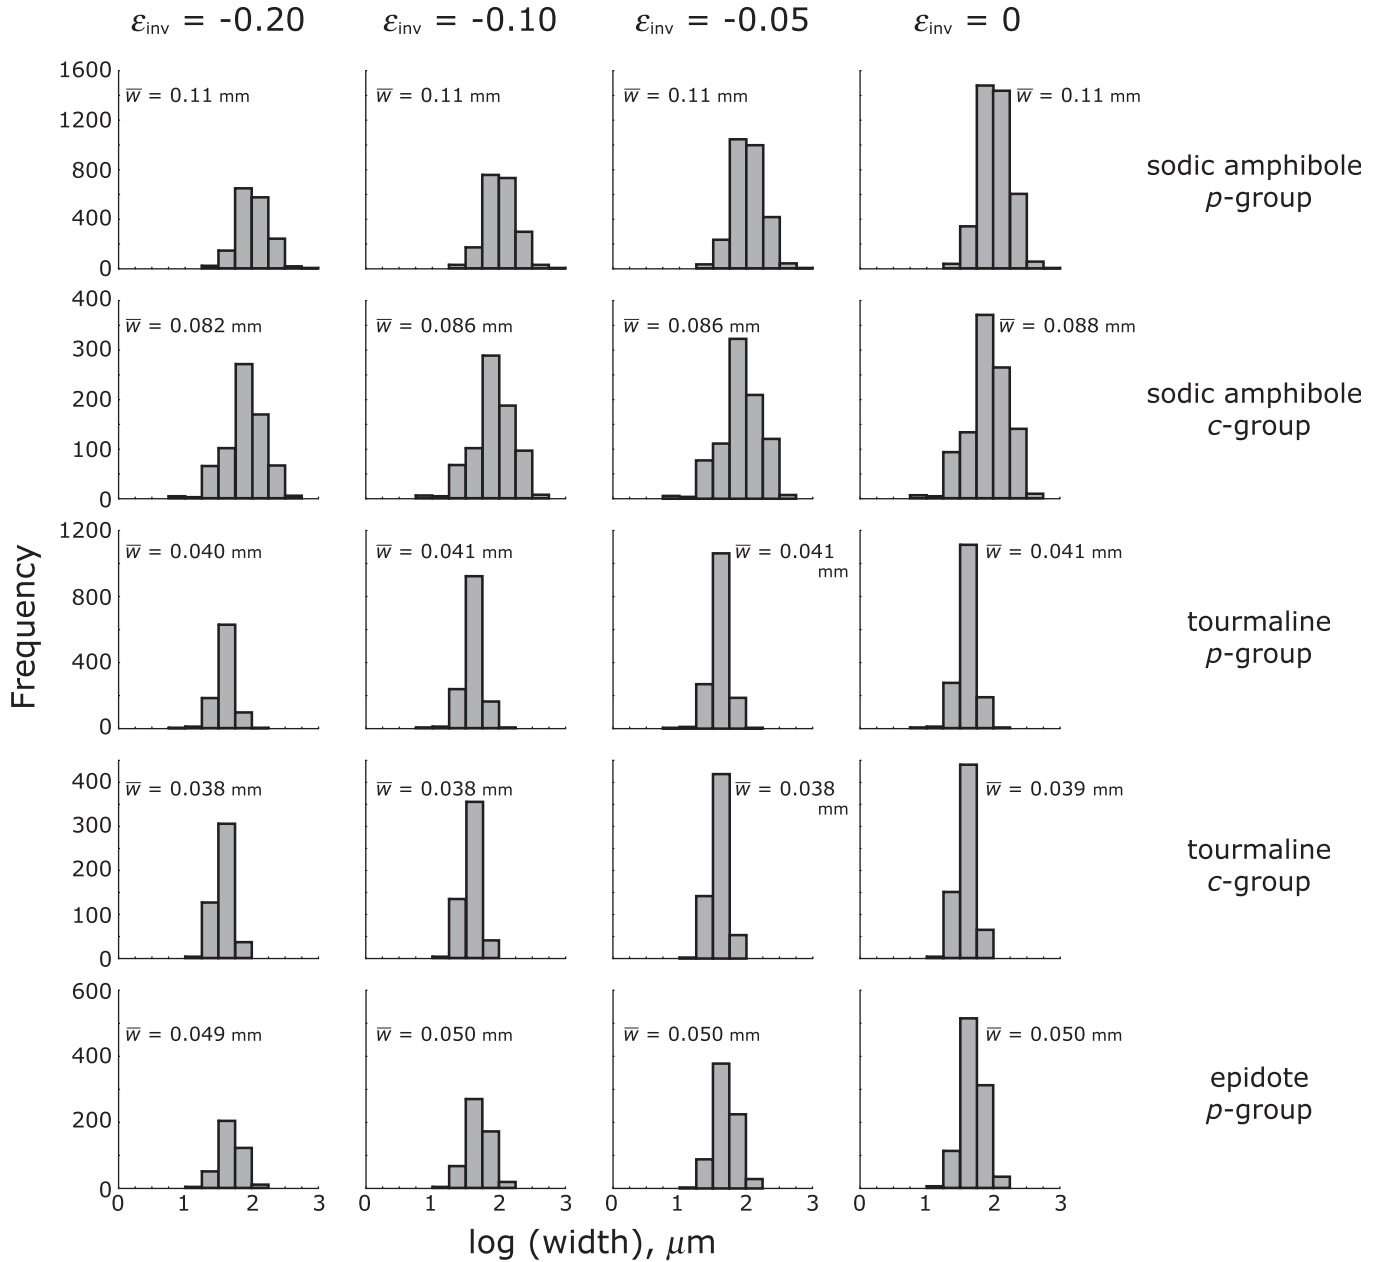 εinv = -0.20 εinv = -0.10 εinv = -0.05 εinv = 0
1600
1200
800
400
0
w̅ = 0.11 mm w̅ = 0.11 mm w̅ = 0.11 mm w̅ = 0.11 mm
sodic amphibole
p-group
400
300
200
100
0
w̅ = 0.082 mm w̅ = 0.086 mm w̅ = 0.086 mm w̅ = 0.088 mm
sodic amphibole
c-group
Frequency
1200
800
400
0
w̅ = 0.040 mm w̅ = 0.041 mm w̅ = 0.041 mm w̅ = 0.041 mm
tourmaline
p-group
400
300
200
100
0
w̅ = 0.038 mm w̅ = 0.038 mm w̅ = 0.038 mm w̅ = 0.039 mm
tourmaline
c-group
600
400
200
0
w̅ = 0.049 mm w̅ = 0.050 mm w̅ = 0.050 mm w̅ = 0.050 mm
epidote
p-group
0 1 2 3 0 1 2 3 0 1 2 3 0 1 2 3
log (width), μm